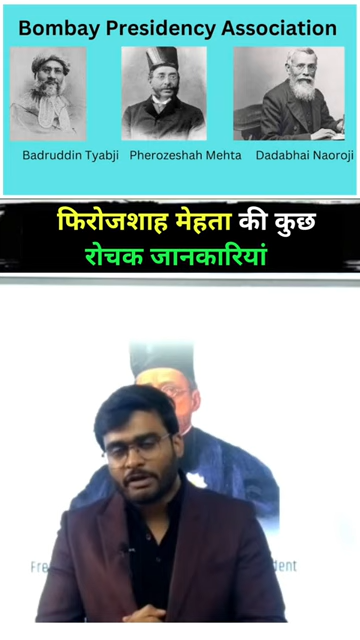 Bombay Presidency Association
Badruddin Tyabji Pherozeshah Mehta Dadabhai Naoroji
फिरोजशाह मेहता की कुछ
रोचक जानकारियां